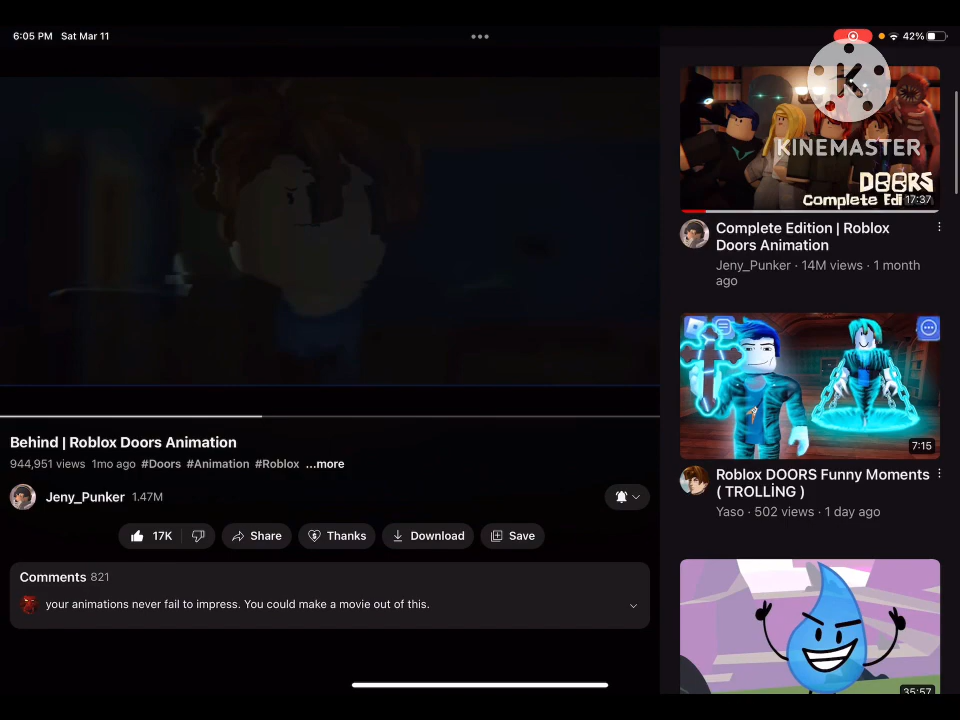 6:05 PM Sat Mar 11
42%
K
KINEMASTER
DOORS
Complete Edi
17:37
Complete Edition | Roblox
Doors Animation
Jeny_Punker · 14M views · 1 month
ago
7:15
Roblox DOORS Funny Moments
( TROLLİNG )
Yaso · 502 views · 1 day ago
35:57
Behind | Roblox Doors Animation
944,951 views 1mo ago #Doors #Animation #Roblox ...more
Jeny_Punker 1.47M
17K Share Thanks Download Save
Comments 821
your animations never fail to impress. You could make a movie out of this.